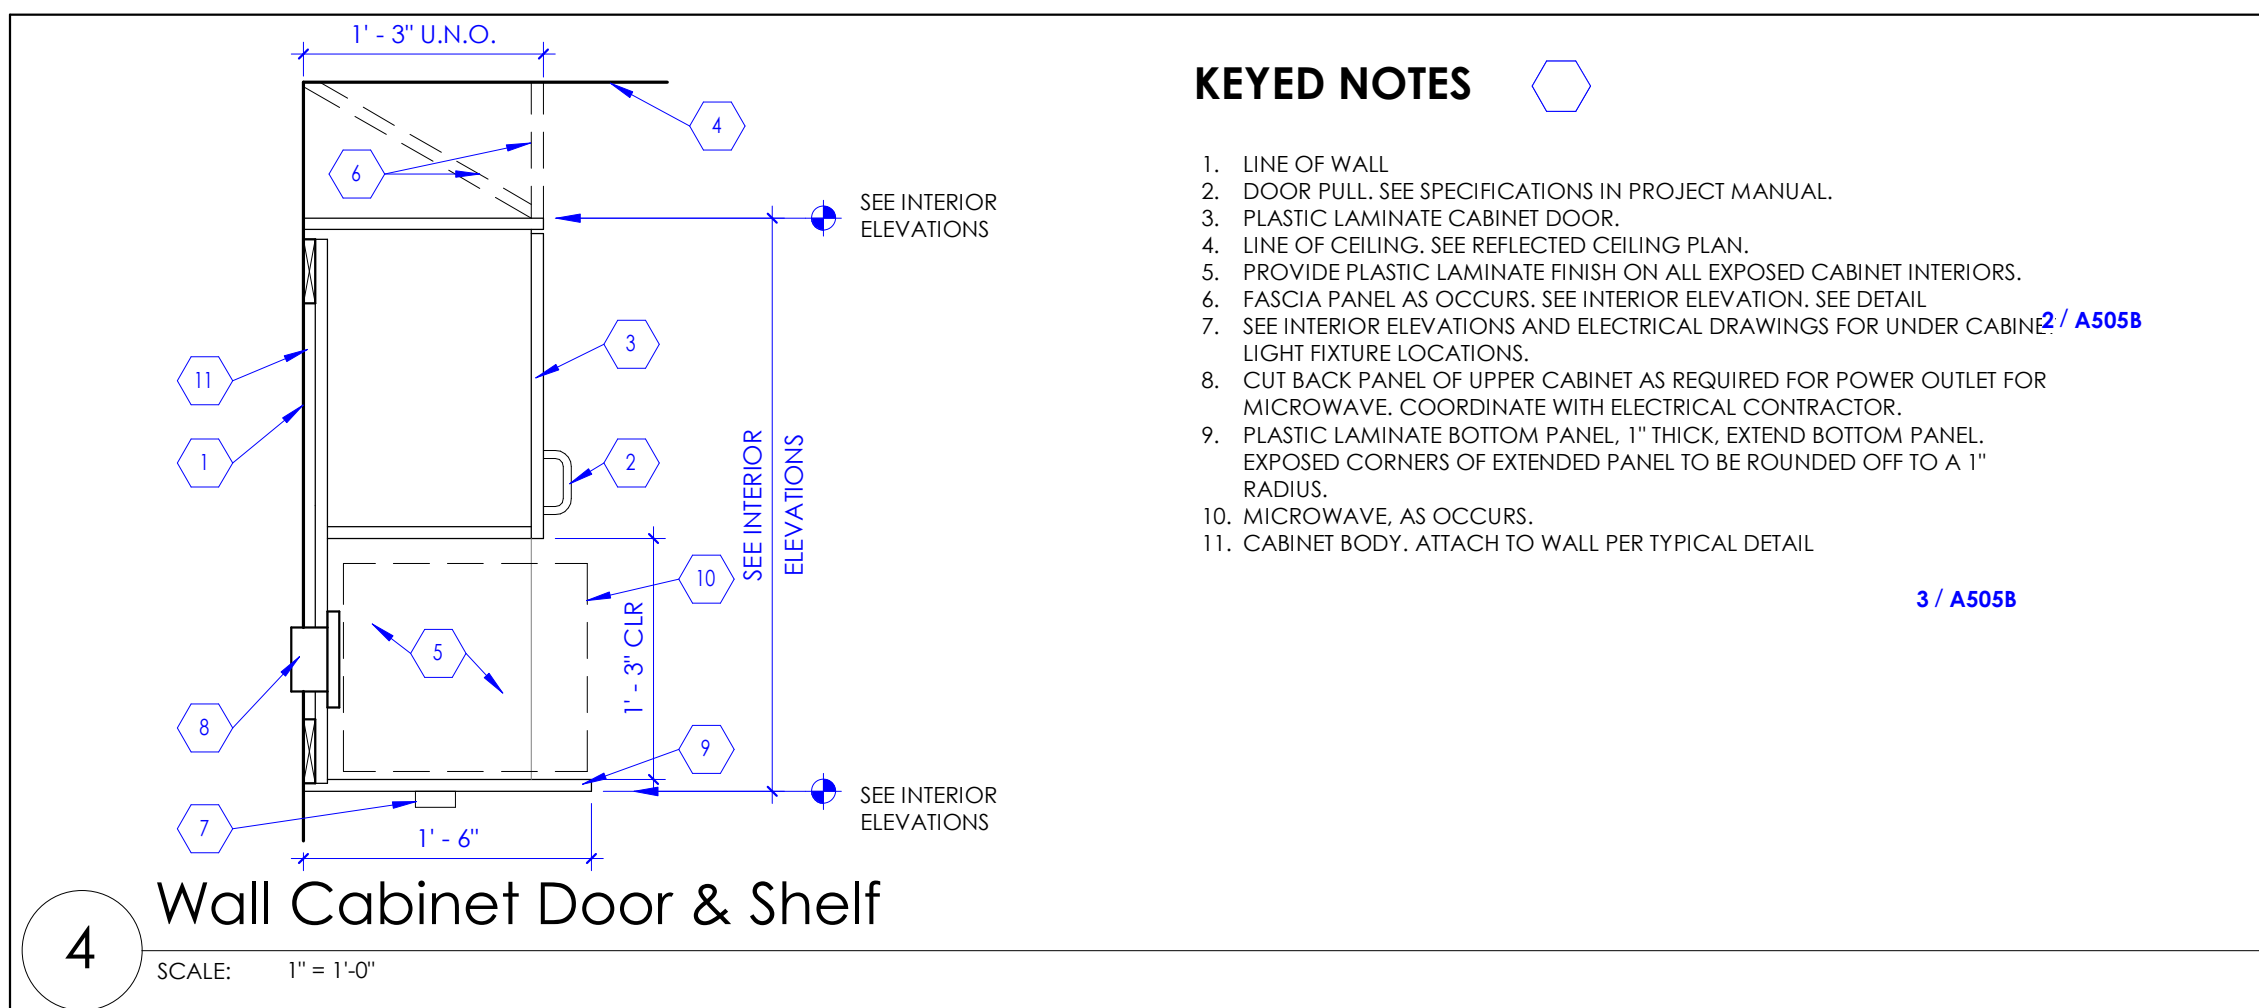 1' - 3" U.N.O.
4
6
SEE INTERIOR
ELEVATIONS
3
11
1
2
SEE INTERIOR
ELEVATIONS
10
1' - 3" CLR
5
8
9
7
SEE INTERIOR
ELEVATIONS
1' - 6"
4
Wall Cabinet Door & Shelf
SCALE: 1" = 1'-0"
KEYED NOTES
1. LINE OF WALL
2. DOOR PULL. SEE SPECIFICATIONS IN PROJECT MANUAL.
3. PLASTIC LAMINATE CABINET DOOR.
4. LINE OF CEILING. SEE REFLECTED CEILING PLAN.
5. PROVIDE PLASTIC LAMINATE FINISH ON ALL EXPOSED CABINET INTERIORS.
6. FASCIA PANEL AS OCCURS. SEE INTERIOR ELEVATION. SEE DETAIL
2 / A505B
7. SEE INTERIOR ELEVATIONS AND ELECTRICAL DRAWINGS FOR UNDER CABINET
LIGHT FIXTURE LOCATIONS.
8. CUT BACK PANEL OF UPPER CABINET AS REQUIRED FOR POWER OUTLET FOR
MICROWAVE. COORDINATE WITH ELECTRICAL CONTRACTOR.
9. PLASTIC LAMINATE BOTTOM PANEL, 1" THICK, EXTEND BOTTOM PANEL.
EXPOSED CORNERS OF EXTENDED PANEL TO BE ROUNDED OFF TO A 1"
RADIUS.
10. MICROWAVE, AS OCCURS.
11. CABINET BODY. ATTACH TO WALL PER TYPICAL DETAIL
3 / A505B